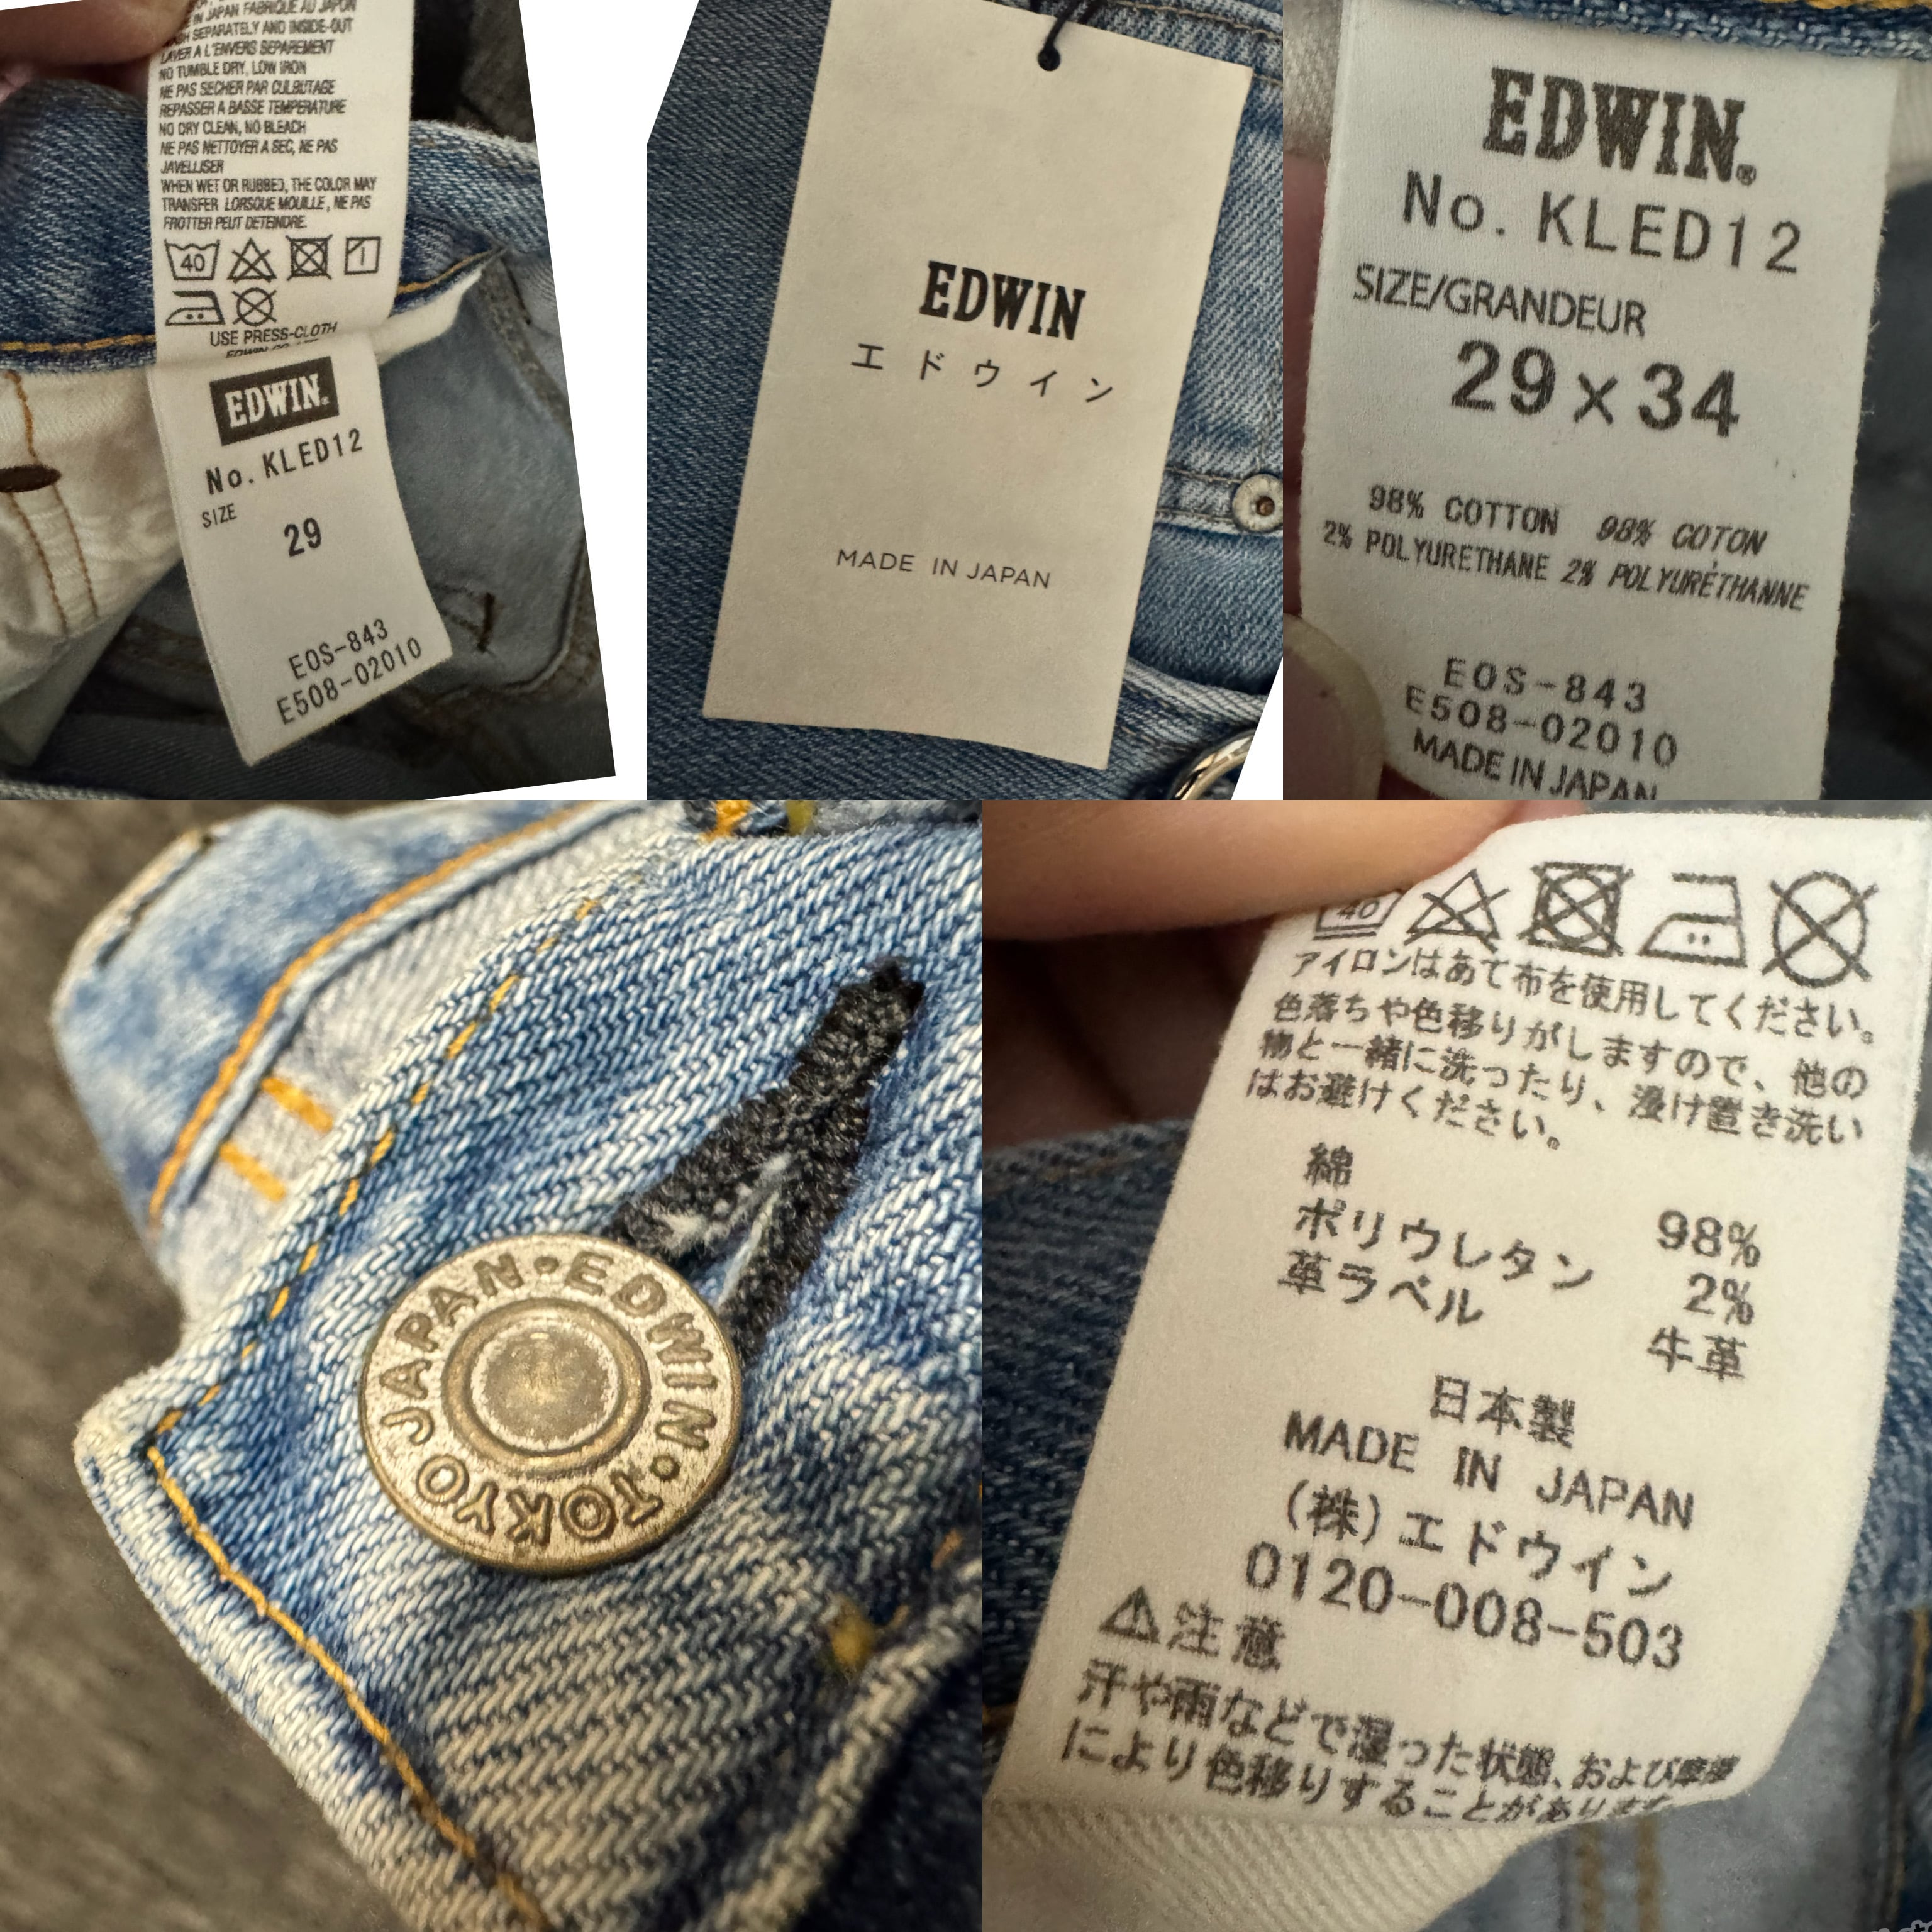 IN JAPAN FABRIQUE AU JAPON
SEPARATELY AND INSIDE-OUT
LAVER A L'ENVERS SEPAREMENT
NO TUMBLE DRY, LOW IRON
NE PAS SECHER PAR CULBUTAGE
REPASSER A BASSE TEMPERATURE
NO DRY CLEAN, NO BLEACH
NE PAS NETTOYER A SEC, NE PAS
JAVELLISER
WHEN WET OR RUBBED, THE COLOR MAY
TRANSFER LORSQUE MOUILLE, NE PAS
FROTTER PEUT DETEINDRE.
40
USE PRESS-CLOTH
EDWIN
EDWIN.
No. KLED12
SIZE
29
EOS-843
E508-02010
EDWIN
エドウイン
MADE IN JAPAN
EDWIN®
No. KLED12
SIZE/GRANDEUR
29×34
98% COTTON 98% COTON
2% POLYURETHANE 2% POLYURÉTHANNE
EOS-843
E508-02010
MADE IN JAPAN
JAPAN•EDWIN•TOKYO
40
アイロンはあて布を使用してください。
色落ちや色移りがしますので、他の
物と一緒に洗ったり、浸け置き洗い
はお避けください。
綿 98%
ポリウレタン 2%
革ラベル 牛革
日本製
MADE IN JAPAN
(株)エドウイン
0120-008-503
⚠注意
汗や雨などで湿った状態、および摩擦
により色移りすることがあります